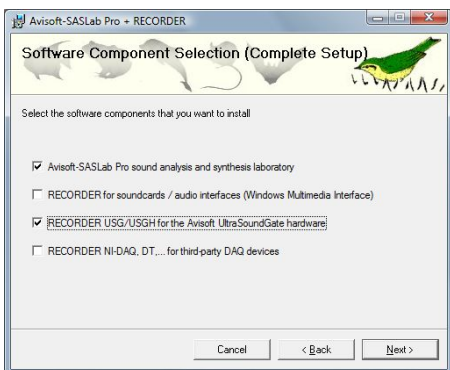 Avisoft-SASLab Pro + RECORDER
Software Component Selection (Complete Setup)
Select the software components that you want to install
Avisoft-SASLab Pro sound analysis and synthesis laboratory
RECORDER for soundcards / audio interfaces (Windows Multimedia Interface)
RECORDER USG/USGH for the Avisoft UltraSoundGate hardware
RECORDER NI-DAQ, DT,... for third-party DAQ devices
Cancel < Back Next >